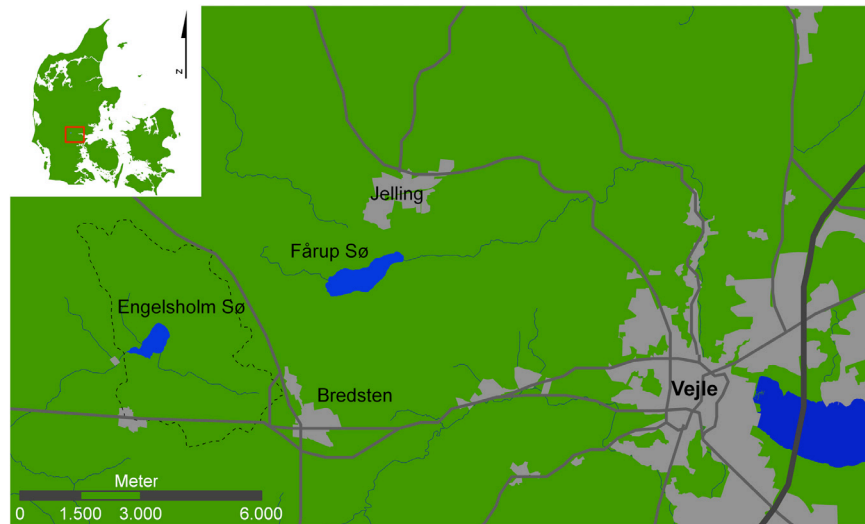 N
Jelling
Fårup Sø
Engelsholm Sø
Bredsten
Vejle
Meter
0 1.500 3.000 6.000